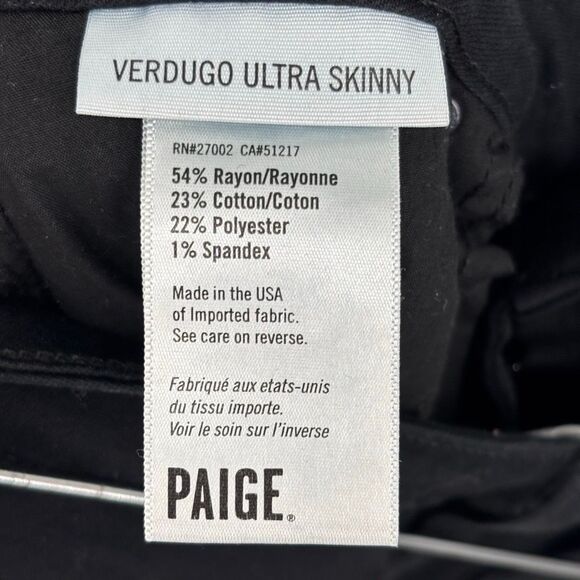 VERDUGO ULTRA SKINNY
RN#27002 CA#51217
54% Rayon/Rayonne
23% Cotton/Coton
22% Polyester
1% Spandex
Made in the USA
of Imported fabric.
See care on reverse.
Fabriqué aux etats-unis
du tissu importe.
Voir le soin sur l'inverse
PAIGE®